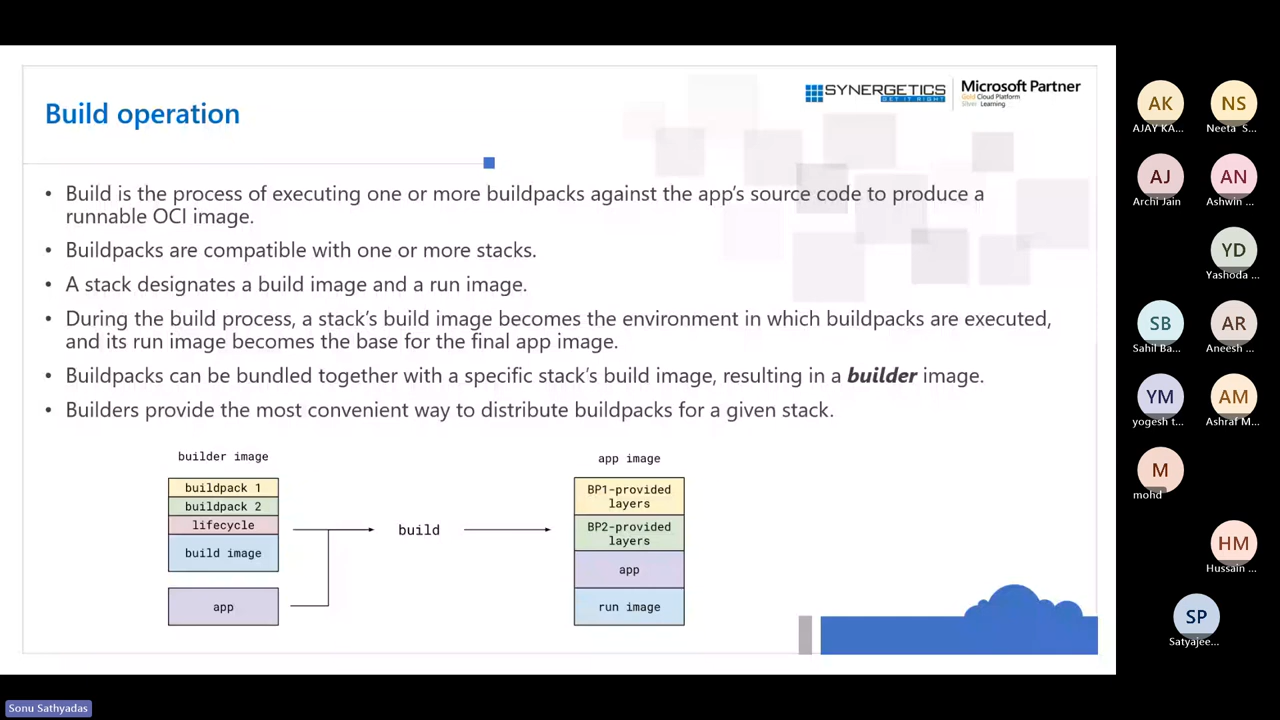 SYNERGETICS
GET IT RIGHT
Microsoft Partner
Gold Cloud Platform
Silver Learning
Build operation
• Build is the process of executing one or more buildpacks against the app's source code to produce a
runnable OCI image.
• Buildpacks are compatible with one or more stacks.
• A stack designates a build image and a run image.
• During the build process, a stack's build image becomes the environment in which buildpacks are executed,
and its run image becomes the base for the final app image.
• Buildpacks can be bundled together with a specific stack's build image, resulting in a builder image.
• Builders provide the most convenient way to distribute buildpacks for a given stack.
builder image
buildpack 1
buildpack 2
lifecycle
build image
app
build
app image
BP1-provided
layers
BP2-provided
layers
app
run image
AK
AJAY KA...
NS
Neeta S...
AJ
Archi Jain
AN
Ashwin ...
YD
Yashoda ...
SB
Sahil Ba...
AR
Aneesh ...
YM
yogesh t...
AM
Ashraf M...
M
mohd
HM
Hussain ...
SP
Satyajee...
Sonu Sathyadas